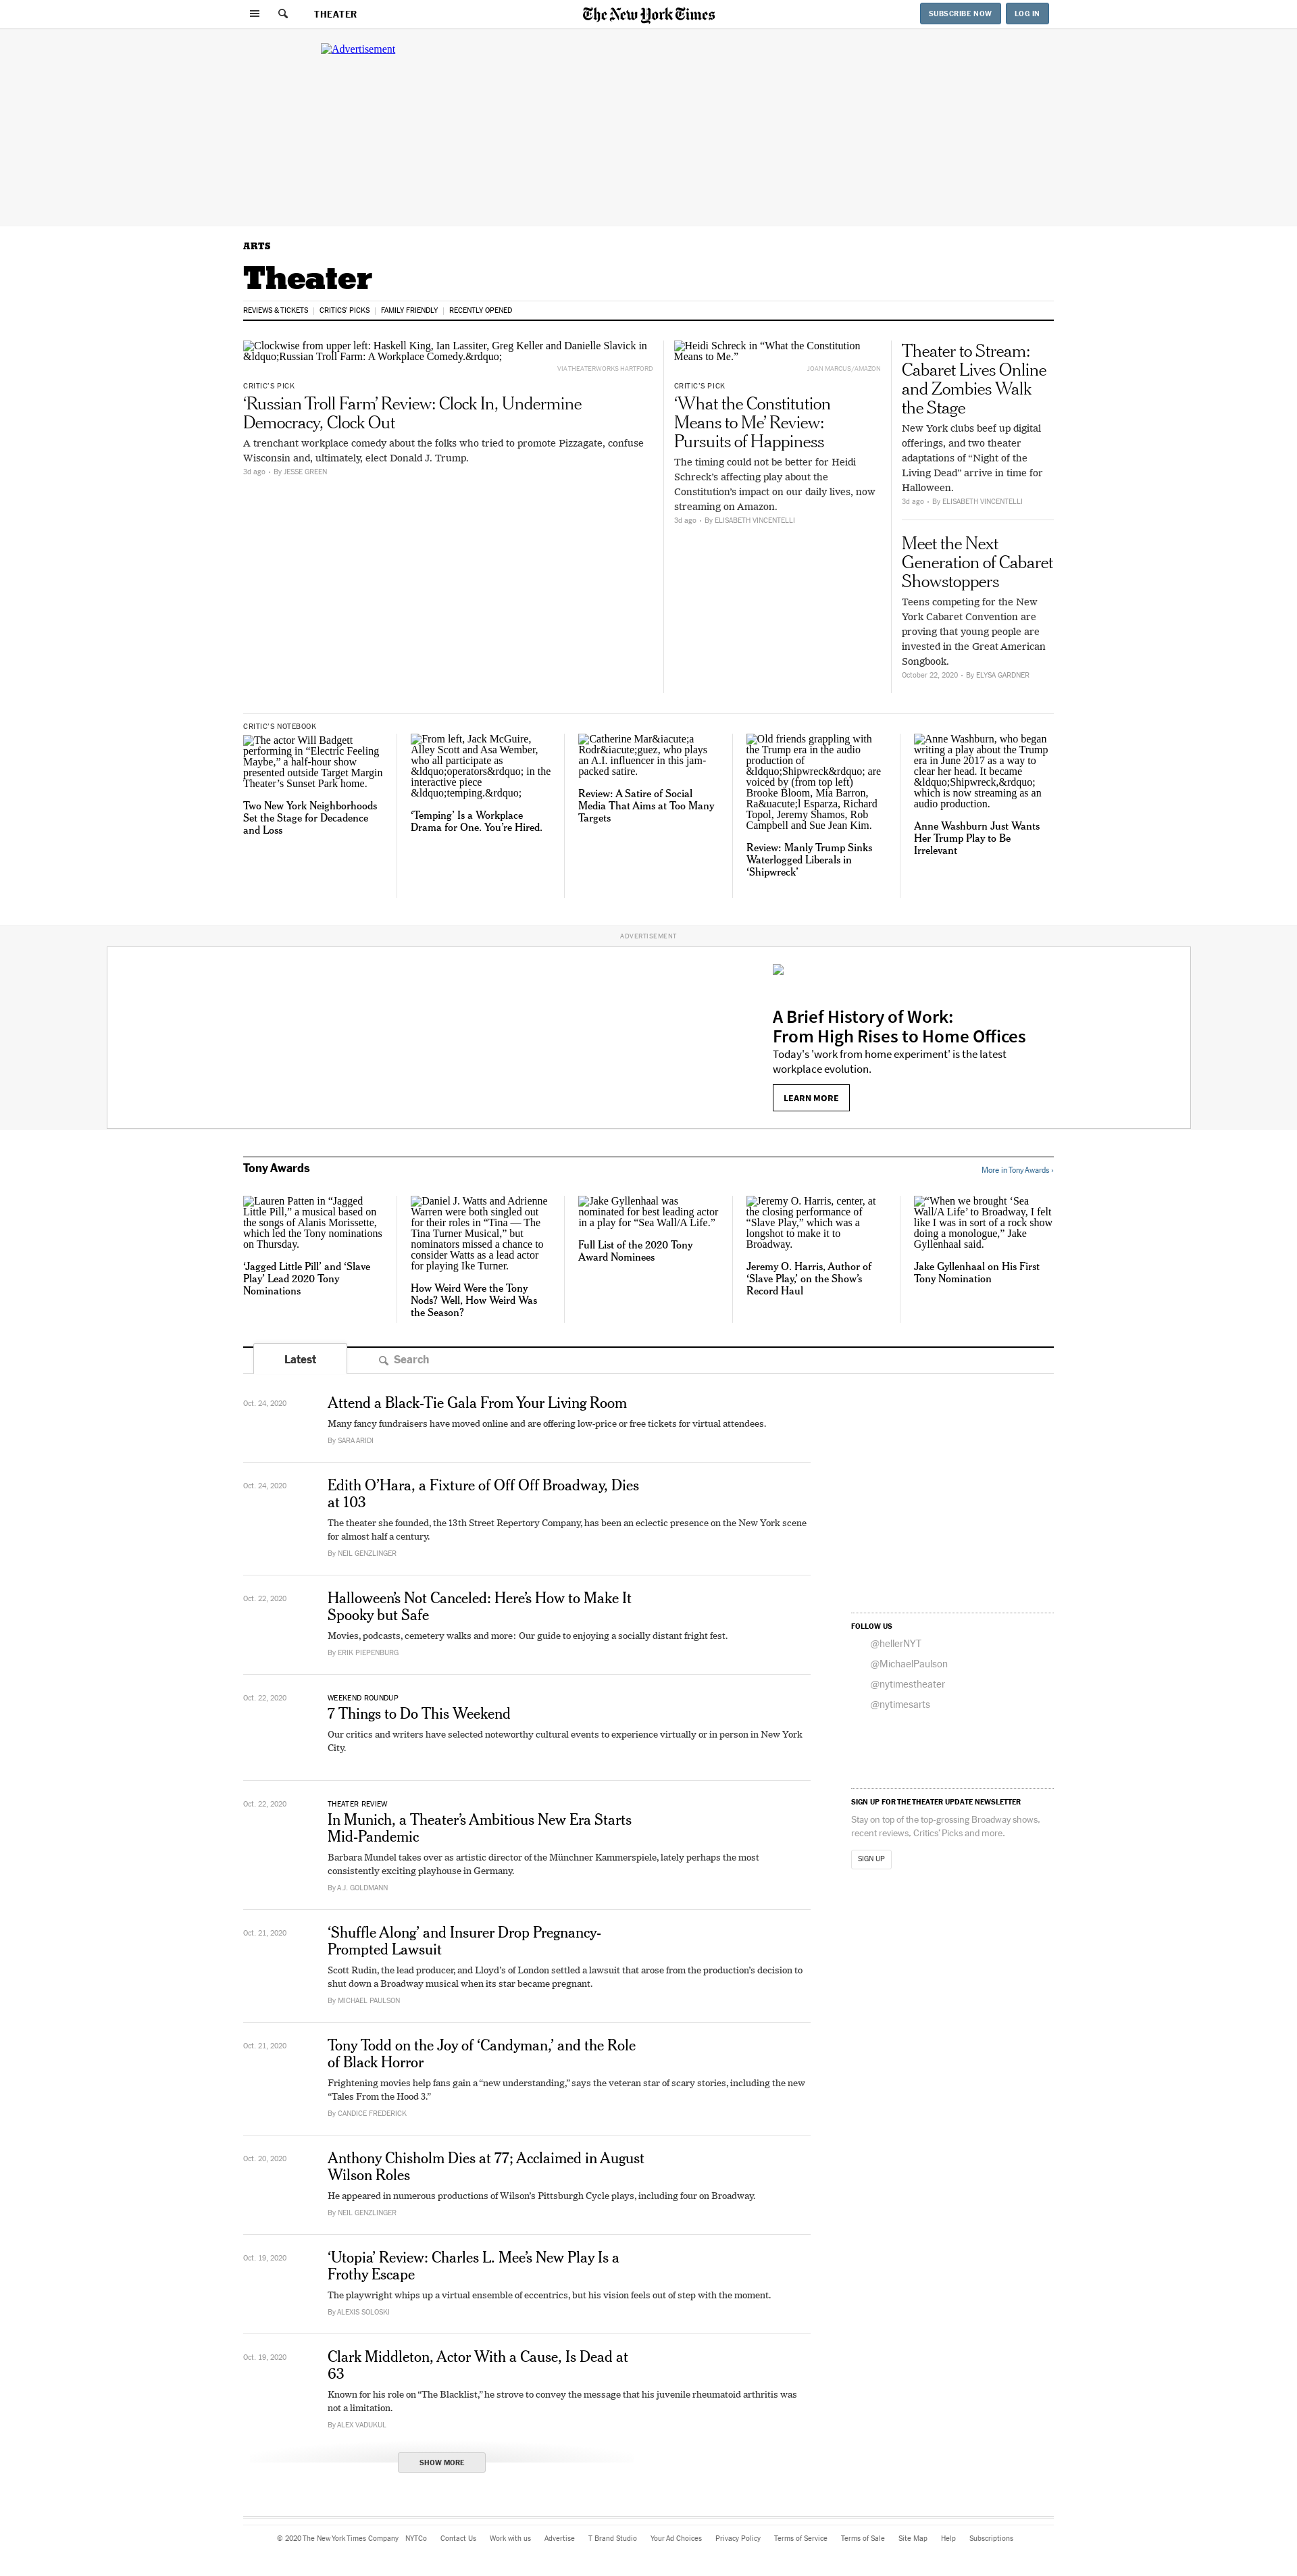 THEATER
The New York Times
SUBSCRIBE NOW
LOG IN
Advertisement
ARTS
Theater
REVIEWS & TICKETS
CRITICS' PICKS
FAMILY FRIENDLY
RECENTLY OPENED
Clockwise from upper left: Haskell King, Ian Lassiter, Greg Keller and Danielle Slavick in
&ldquo;Russian Troll Farm: A Workplace Comedy.&rdquo;
VIA THEATERWORKS HARTFORD
CRITIC'S PICK
‘Russian Troll Farm’ Review: Clock In, Undermine
Democracy, Clock Out
A trenchant workplace comedy about the folks who tried to promote Pizzagate, confuse
Wisconsin and, ultimately, elect Donald J. Trump.
3d ago • By JESSE GREEN
Heidi Schreck in “What the Constitution
Means to Me.”
JOAN MARCUS/AMAZON
CRITIC'S PICK
‘What the Constitution
Means to Me’ Review:
Pursuits of Happiness
The timing could not be better for Heidi
Schreck’s affecting play about the
Constitution’s impact on our daily lives, now
streaming on Amazon.
3d ago • By ELISABETH VINCENTELLI
Theater to Stream:
Cabaret Lives Online
and Zombies Walk
the Stage
New York clubs beef up digital
offerings, and two theater
adaptations of “Night of the
Living Dead” arrive in time for
Halloween.
3d ago • By ELISABETH VINCENTELLI
Meet the Next
Generation of Cabaret
Showstoppers
Teens competing for the New
York Cabaret Convention are
proving that young people are
invested in the Great American
Songbook.
October 22, 2020 • By ELYSA GARDNER
CRITIC'S NOTEBOOK
The actor Will Badgett
performing in “Electric Feeling
Maybe,” a half-hour show
presented outside Target Margin
Theater’s Sunset Park home.
Two New York Neighborhoods
Set the Stage for Decadence
and Loss
From left, Jack McGuire,
Alley Scott and Asa Wember,
who all participate as
&ldquo;operators&rdquo; in the
interactive piece
&ldquo;temping.&rdquo;
‘Temping’ Is a Workplace
Drama for One. You’re Hired.
Catherine Mar&iacute;a
Rodr&iacute;guez, who plays
an A.I. influencer in this jam-
packed satire.
Review: A Satire of Social
Media That Aims at Too Many
Targets
Old friends grappling with
the Trump era in the audio
production of
&ldquo;Shipwreck&rdquo; are
voiced by (from top left)
Brooke Bloom, Mia Barron,
Ra&uacute;l Esparza, Richard
Topol, Jeremy Shamos, Rob
Campbell and Sue Jean Kim.
Review: Manly Trump Sinks
Waterlogged Liberals in
‘Shipwreck’
Anne Washburn, who began
writing a play about the Trump
era in June 2017 as a way to
clear her head. It became
&ldquo;Shipwreck,&rdquo;
which is now streaming as an
audio production.
Anne Washburn Just Wants
Her Trump Play to Be
Irrelevant
ADVERTISEMENT
A Brief History of Work:
From High Rises to Home Offices
Today's 'work from home experiment' is the latest
workplace evolution.
LEARN MORE
Tony Awards
More in Tony Awards ›
Lauren Patten in “Jagged
Little Pill,” a musical based on
the songs of Alanis Morissette,
which led the Tony nominations
on Thursday.
‘Jagged Little Pill’ and ‘Slave
Play’ Lead 2020 Tony
Nominations
Daniel J. Watts and Adrienne
Warren were both singled out
for their roles in “Tina — The
Tina Turner Musical,” but
nominators missed a chance to
consider Watts as a lead actor
for playing Ike Turner.
How Weird Were the Tony
Nods? Well, How Weird Was
the Season?
Jake Gyllenhaal was
nominated for best leading actor
in a play for “Sea Wall/A Life.”
Full List of the 2020 Tony
Award Nominees
Jeremy O. Harris, center, at
the closing performance of
“Slave Play,” which was a
longshot to make it to
Broadway.
Jeremy O. Harris, Author of
‘Slave Play,’ on the Show’s
Record Haul
“When we brought ‘Sea
Wall/A Life’ to Broadway, I felt
like I was in sort of a rock show
doing a monologue,” Jake
Gyllenhaal said.
Jake Gyllenhaal on His First
Tony Nomination
Latest
Search
Oct. 24, 2020
Attend a Black-Tie Gala From Your Living Room
Many fancy fundraisers have moved online and are offering low-price or free tickets for virtual attendees.
By SARA ARIDI
Oct. 24, 2020
Edith O’Hara, a Fixture of Off Off Broadway, Dies
at 103
The theater she founded, the 13th Street Repertory Company, has been an eclectic presence on the New York scene
for almost half a century.
By NEIL GENZLINGER
Oct. 22, 2020
Halloween’s Not Canceled: Here’s How to Make It
Spooky but Safe
Movies, podcasts, cemetery walks and more: Our guide to enjoying a socially distant fright fest.
By ERIK PIEPENBURG
Oct. 22, 2020
WEEKEND ROUNDUP
7 Things to Do This Weekend
Our critics and writers have selected noteworthy cultural events to experience virtually or in person in New York
City.
Oct. 22, 2020
THEATER REVIEW
In Munich, a Theater’s Ambitious New Era Starts
Mid-Pandemic
Barbara Mundel takes over as artistic director of the Münchner Kammerspiele, lately perhaps the most
consistently exciting playhouse in Germany.
By A.J. GOLDMANN
Oct. 21, 2020
‘Shuffle Along’ and Insurer Drop Pregnancy-
Prompted Lawsuit
Scott Rudin, the lead producer, and Lloyd’s of London settled a lawsuit that arose from the production’s decision to
shut down a Broadway musical when its star became pregnant.
By MICHAEL PAULSON
Oct. 21, 2020
Tony Todd on the Joy of ‘Candyman,’ and the Role
of Black Horror
Frightening movies help fans gain a “new understanding,” says the veteran star of scary stories, including the new
“Tales From the Hood 3.”
By CANDICE FREDERICK
Oct. 20, 2020
Anthony Chisholm Dies at 77; Acclaimed in August
Wilson Roles
He appeared in numerous productions of Wilson’s Pittsburgh Cycle plays, including four on Broadway.
By NEIL GENZLINGER
Oct. 19, 2020
‘Utopia’ Review: Charles L. Mee’s New Play Is a
Frothy Escape
The playwright whips up a virtual ensemble of eccentrics, but his vision feels out of step with the moment.
By ALEXIS SOLOSKI
Oct. 19, 2020
Clark Middleton, Actor With a Cause, Is Dead at
63
Known for his role on “The Blacklist,” he strove to convey the message that his juvenile rheumatoid arthritis was
not a limitation.
By ALEX VADUKUL
SHOW MORE
FOLLOW US
@hellerNYT
@MichaelPaulson
@nytimestheater
@nytimesarts
SIGN UP FOR THE THEATER UPDATE NEWSLETTER
Stay on top of the top-grossing Broadway shows,
recent reviews, Critics’ Picks and more.
SIGN UP
© 2020 The New York Times Company
NYTCo
Contact Us
Work with us
Advertise
T Brand Studio
Your Ad Choices
Privacy Policy
Terms of Service
Terms of Sale
Site Map
Help
Subscriptions